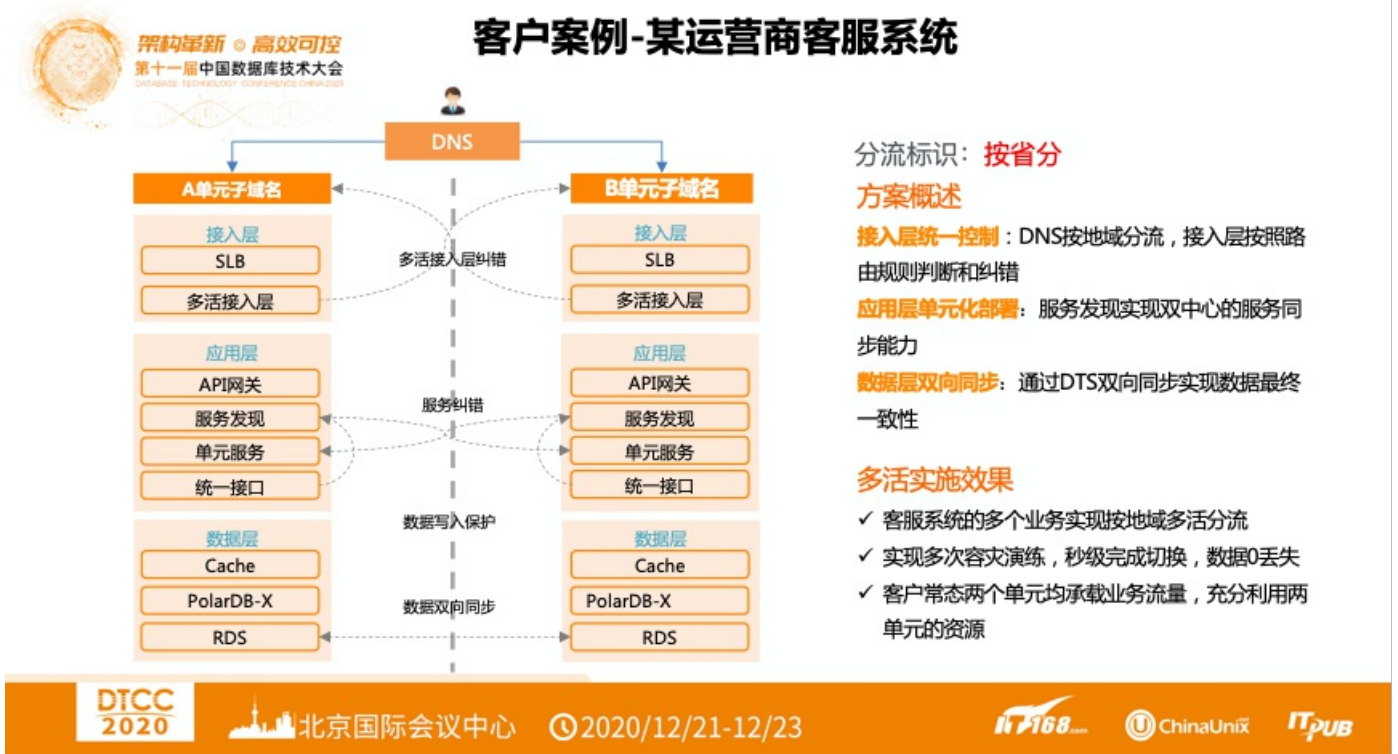 客户案例-某运营商客服系统
架构革新 高效可控
第十一届中国数据库技术大会
DATABASE TECHNOLOGY CONFERENCE CHINA 2020
DNS
A单元子域名
接入层
SLB
多活接入层
应用层
API网关
服务发现
单元服务
统一接口
数据层
Cache
PolarDB-X
RDS
多活接入层纠错
服务纠错
数据写入保护
数据双向同步
B单元子域名
接入层
SLB
多活接入层
应用层
API网关
服务发现
单元服务
统一接口
数据层
Cache
PolarDB-X
RDS
分流标识：按省分
方案概述
接入层统一控制：DNS按地域分流，接入层按照路
由规则判断和纠错
应用层单元化部署：服务发现实现双中心的服务同
步能力
数据层双向同步：通过DTS双向同步实现数据最终
一致性
多活实施效果
✓ 客服系统的多个业务实现按地域多活分流
✓ 实现多次容灾演练，秒级完成切换，数据0丢失
✓ 客户常态两个单元均承载业务流量，充分利用两
单元的资源
DTCC
2020
北京国际会议中心
2020/12/21-12/23
IT168.com
ChinaUnix
ITPUB